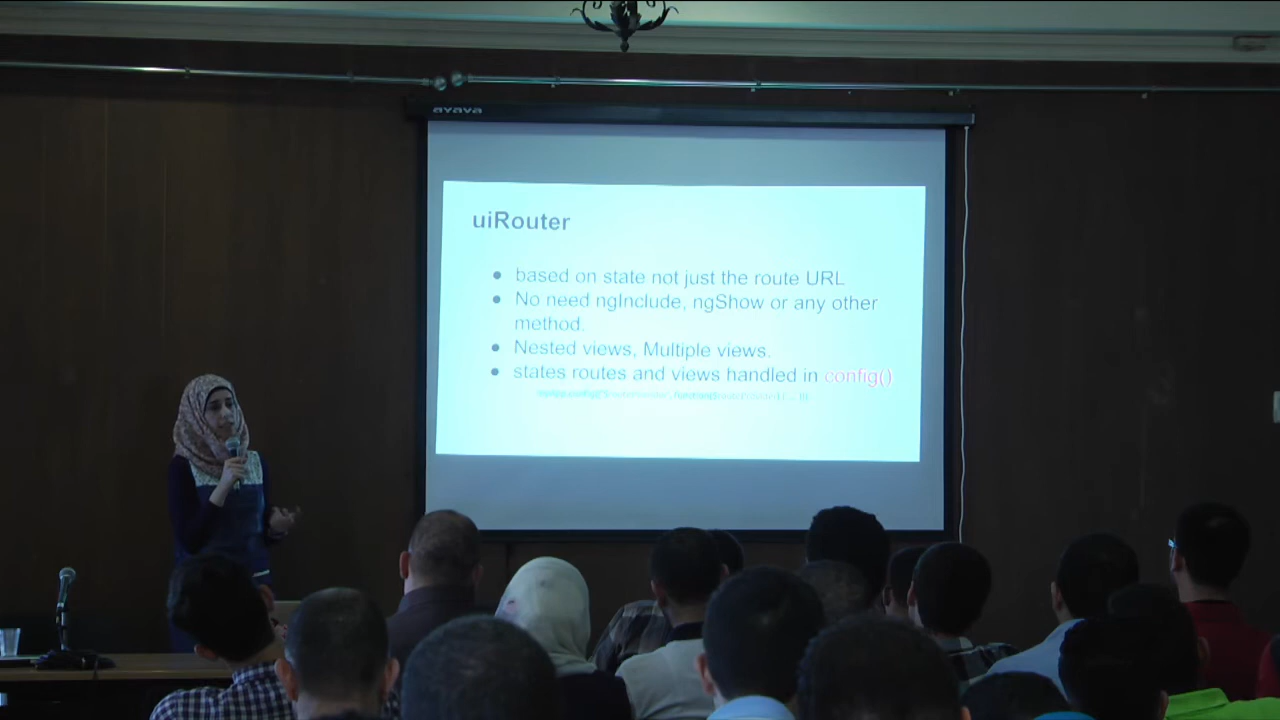 AVAYA
uiRouter
● based on state not just the route URL
● No need ngInclude, ngShow or any other
method.
● Nested views, Multiple views.
● states routes and views handled in config()